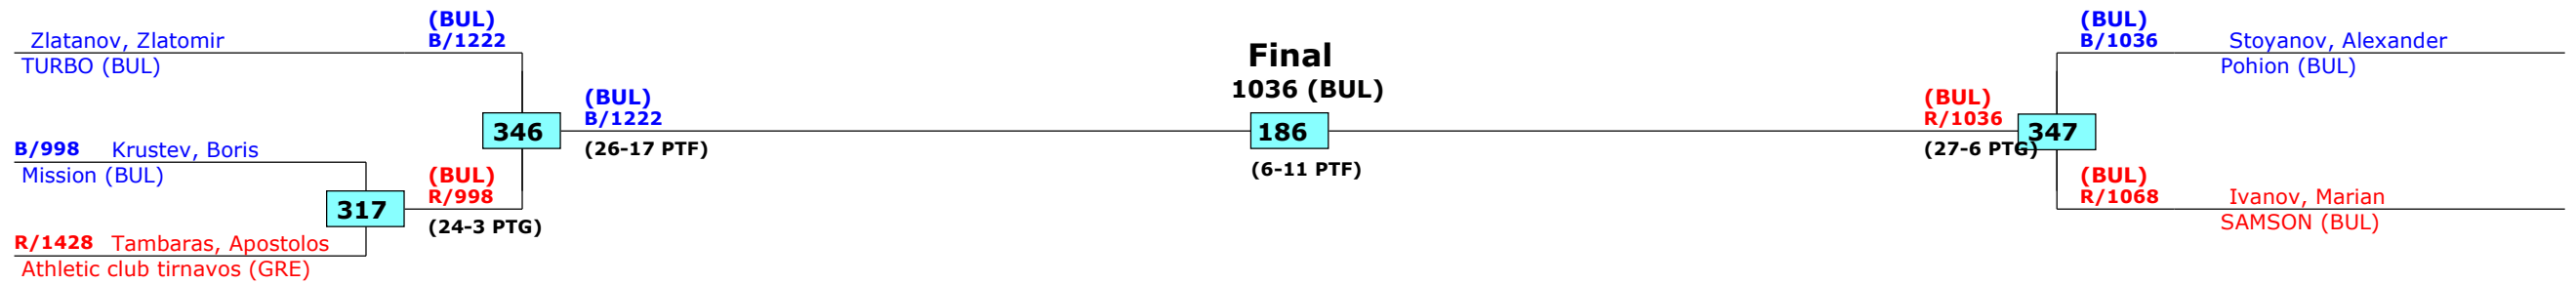 (BUL)
B/1222
Zlatanov, Zlatomir
TURBO (BUL)
B/998 Krustev, Boris
Mission (BUL)
317
R/1428 Tambaras, Apostolos
Athletic club tirnavos (GRE)
(BUL)
R/998
(24-3 PTG)
346
(BUL)
B/1222
(26-17 PTF)
Final
1036 (BUL)
186
(6-11 PTF)
(BUL)
R/1036
(27-6 PTG)
347
(BUL)
B/1036
Stoyanov, Alexander
Pohion (BUL)
(BUL)
R/1068
Ivanov, Marian
SAMSON (BUL)